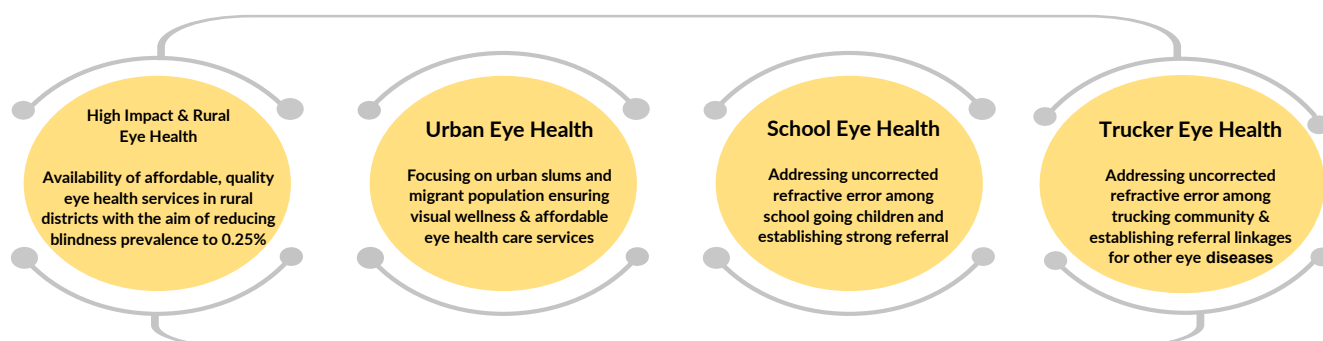 High Impact & Rural
Eye Health
Availability of affordable, quality
eye health services in rural
districts with the aim of reducing
blindness prevalence to 0.25%
Urban Eye Health
Focusing on urban slums and
migrant population ensuring
visual wellness & affordable
eye health care services
School Eye Health
Addressing uncorrected
refractive error among
school going children and
establishing strong referral
Trucker Eye Health
Addressing uncorrected
refractive error among
trucking community &
establishing referral linkages
for other eye diseases